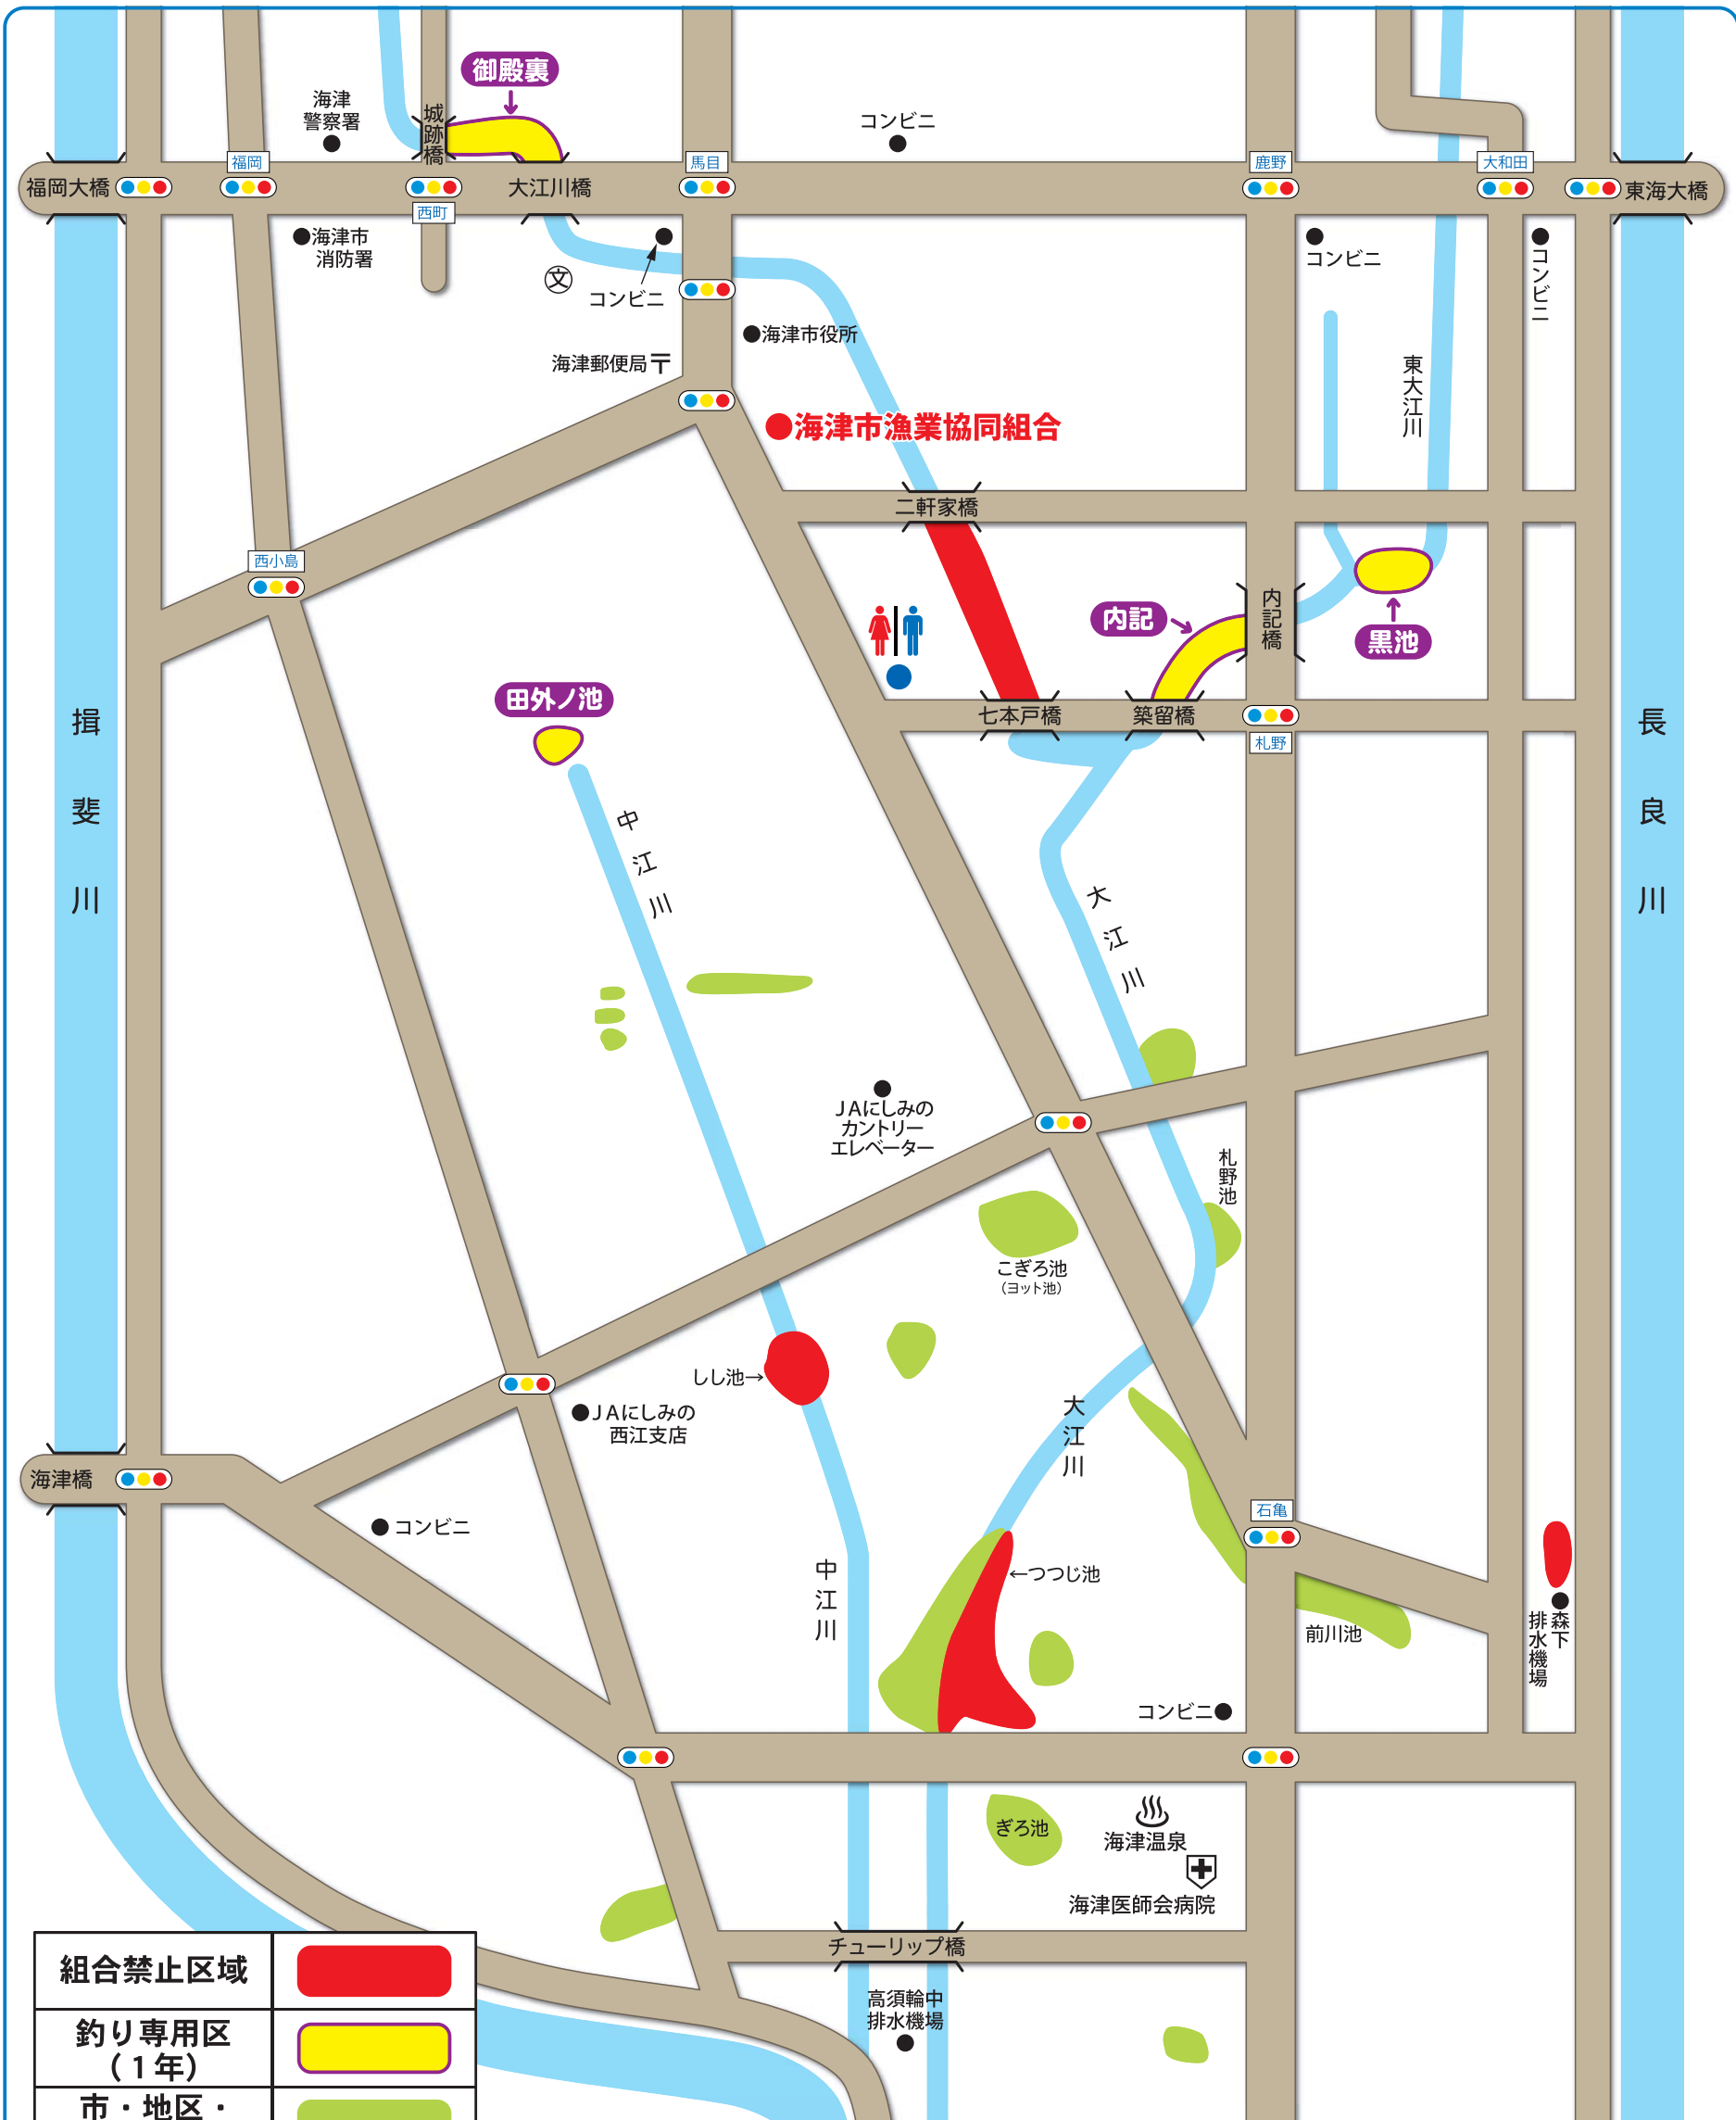 御殿裏
海津
警察署
城跡橋
コンビニ
福岡
馬目
鹿野
大和田
福岡大橋
大江川橋
東海大橋
西町
海津市
消防署
文
コンビニ
コンビニ
コンビニ
海津市役所
海津郵便局〒
東大江川
海津市漁業協同組合
二軒家橋
西小島
内記
内記橋
黒池
田外ノ池
七本戸橋
築留橋
札野
揖斐川
長良川
中江川
大江川
JAにしみの
カントリー
エレベーター
札野池
こぎろ池
(ヨット池)
しし池→
JAにしみの
西江支店
大江川
海津橋
コンビニ
石亀
中江川
←つつじ池
前川池
森下
排水機場
コンビニ
ぎろ池
海津温泉
海津医師会病院
チューリップ橋
高須輪中
排水機場
組合禁止区域
釣り専用区
(1年)
市・地区・